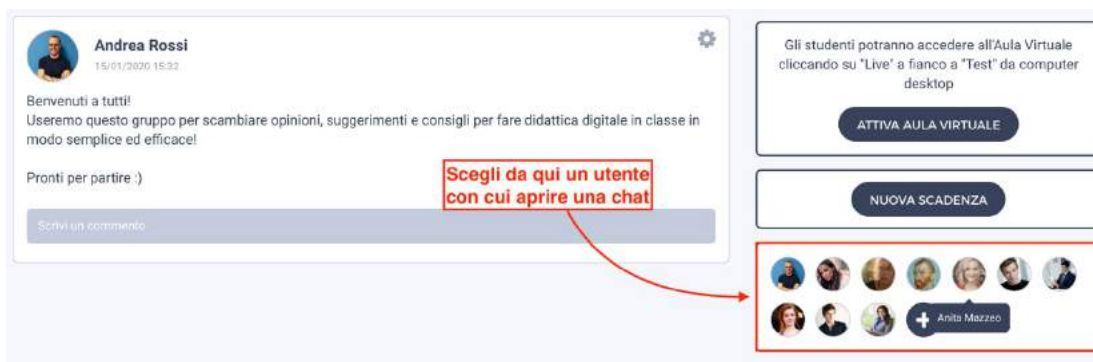 Andrea Rossi
15/01/2020 15:32
Benvenuti a tutti!
Useremo questo gruppo per scambiare opinioni, suggerimenti e consigli per fare didattica digitale in classe in
modo semplice ed efficace!
Pronti per partire :)
Scrivi un commento
Scegli da qui un utente
con cui aprire una chat
Gli studenti potranno accedere all'Aula Virtuale
cliccando su "Live" a fianco a "Test" da computer
desktop
ATTIVA AULA VIRTUALE
NUOVA SCADENZA
Anita Mazzeo